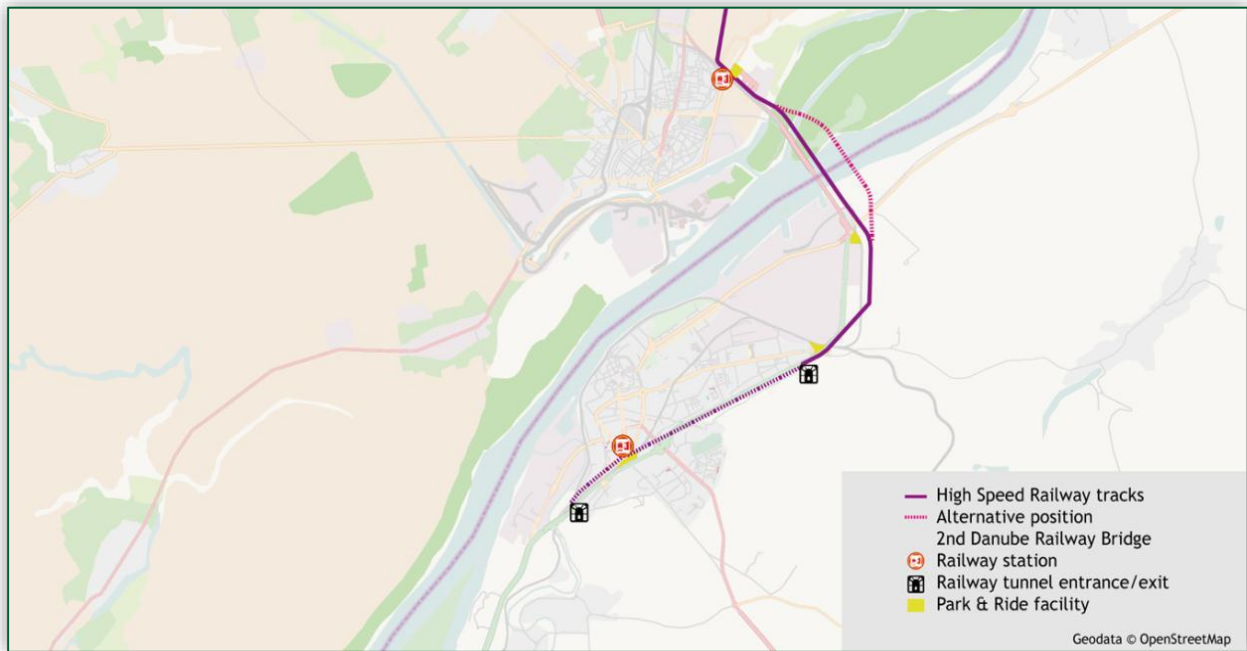 High Speed Railway tracks
Alternative position
2nd Danube Railway Bridge
Railway station
Railway tunnel entrance/exit
Park & Ride facility
Geodata © OpenStreetMap